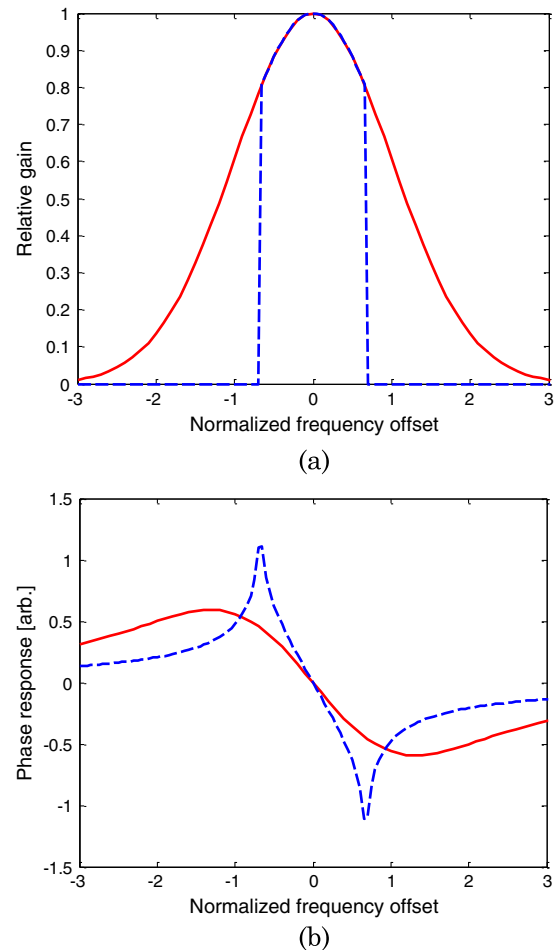 1
0.9
0.8
0.7
0.6
0.5
0.4
0.3
0.2
0.1
0
Relative gain
-3 -2 -1 0 1 2 3
Normalized frequency offset
(a)
1.5
1
0.5
0
-0.5
-1
-1.5
Phase response [arb.]
-3 -2 -1 0 1 2 3
Normalized frequency offset
(b)